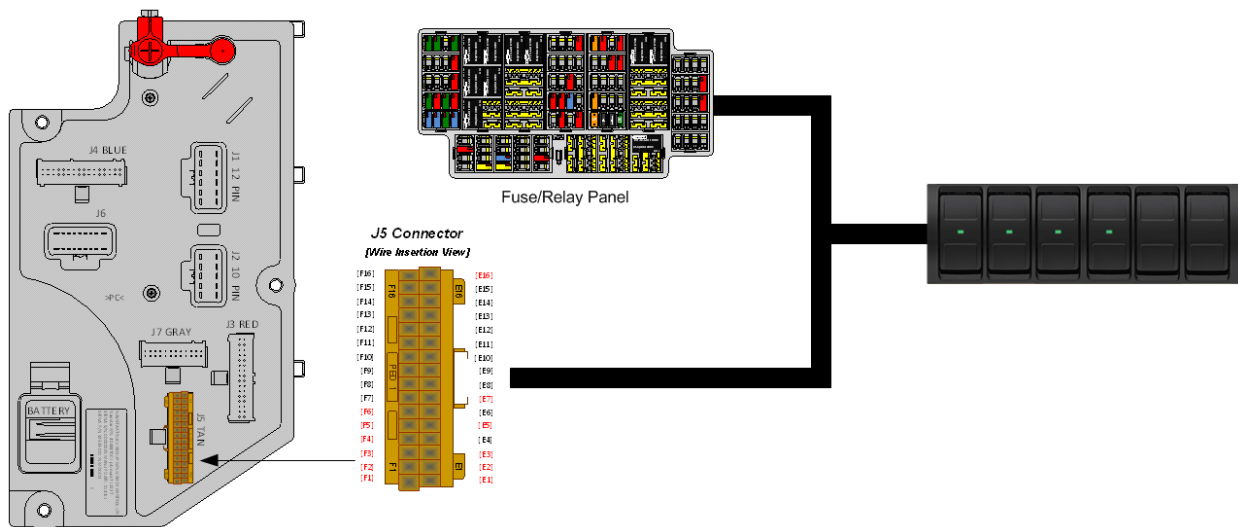 J4 BLUE
J1 12 PIN
J6
J2 10 PIN
>PC<
J7 GRAY
J3 RED
J5 TAN
BATTERY
Fuse/Relay Panel
J5 Connector
[Wire Insertion View]
[F16] F16 E16 [E16]
[F15] [E15]
[F14] [E14]
[F13] [E13]
[F12] [E12]
[F11] [E11]
[F10] [E10]
[F9] [E9]
[F8] [E8]
[F7] [E7]
[F6] [E6]
[F5] [E5]
[F4] [E4]
[F3] [E3]
[F2] [E2]
[F1] F1 E1 [E1]